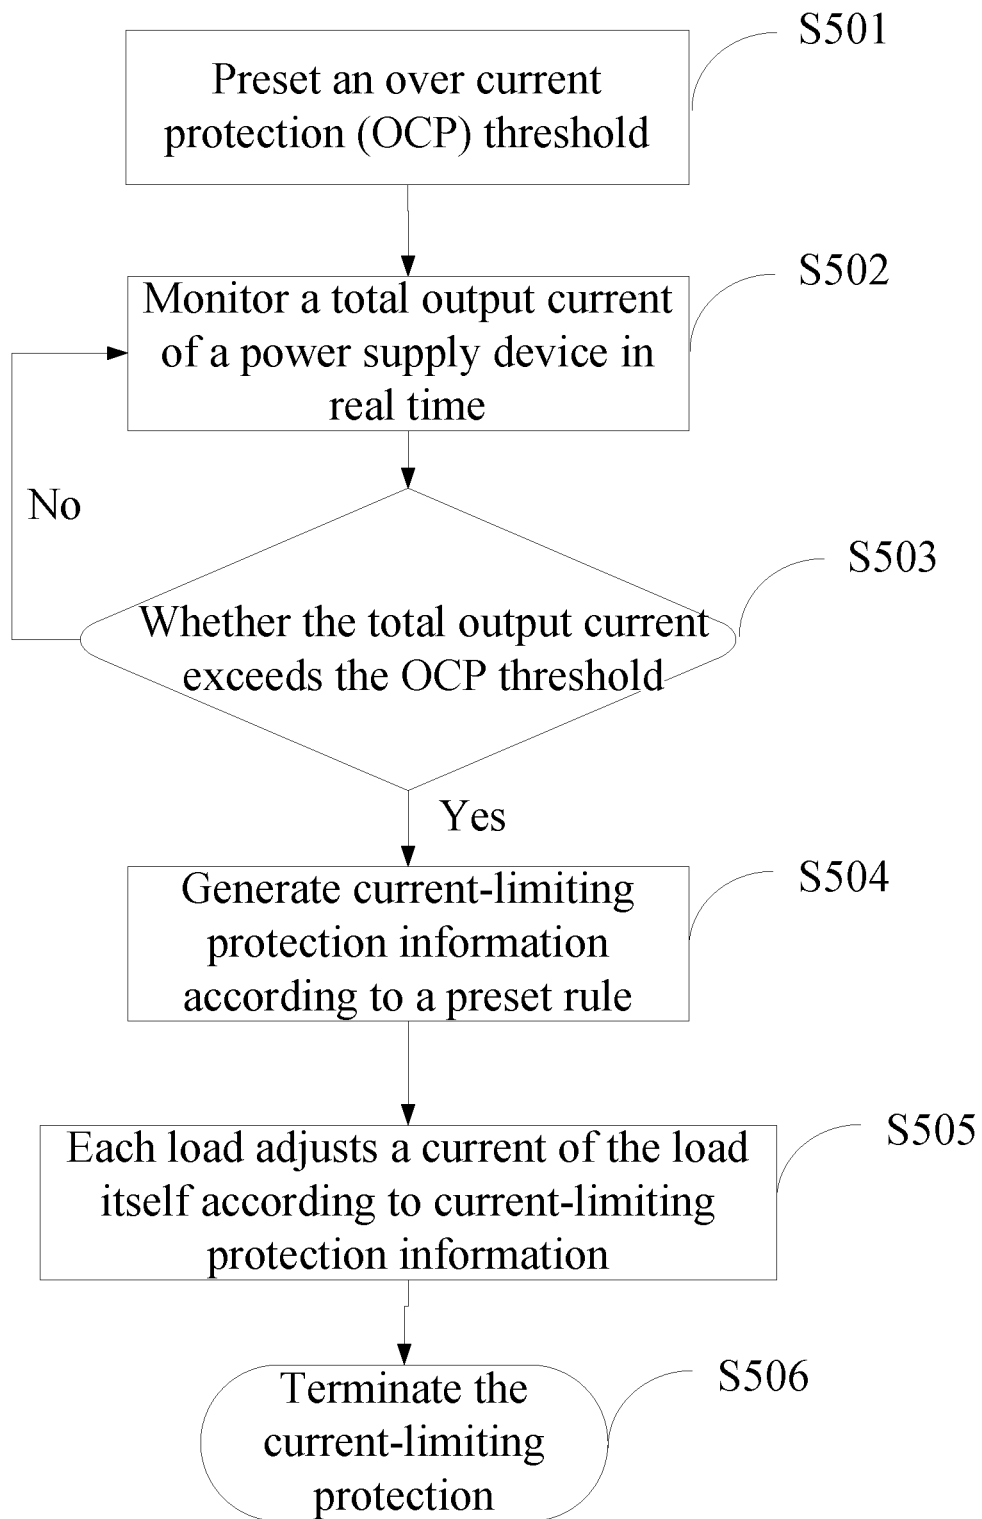 S501
Preset an over current
protection (OCP) threshold
S502
Monitor a total output current
of a power supply device in
real time
No
S503
Whether the total output current
exceeds the OCP threshold
Yes
S504
Generate current-limiting
protection information
according to a preset rule
S505
Each load adjusts a current of the load
itself according to current-limiting
protection information
S506
Terminate the
current-limiting
protection